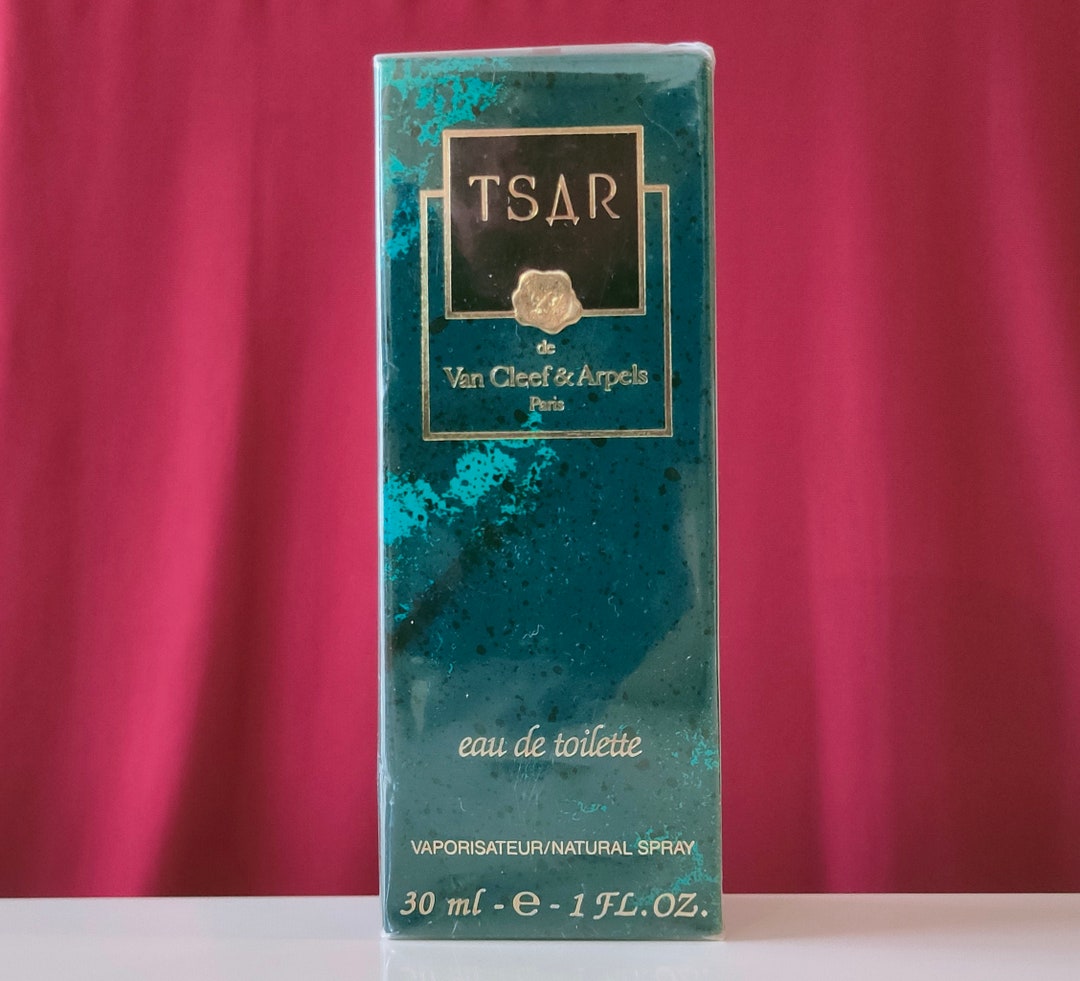 TSAR
de
Van Cleef & Arpels
Paris
eau de toilette
VAPORISATEUR/NATURAL SPRAY
30 ml - ℮ - 1 FL. OZ.